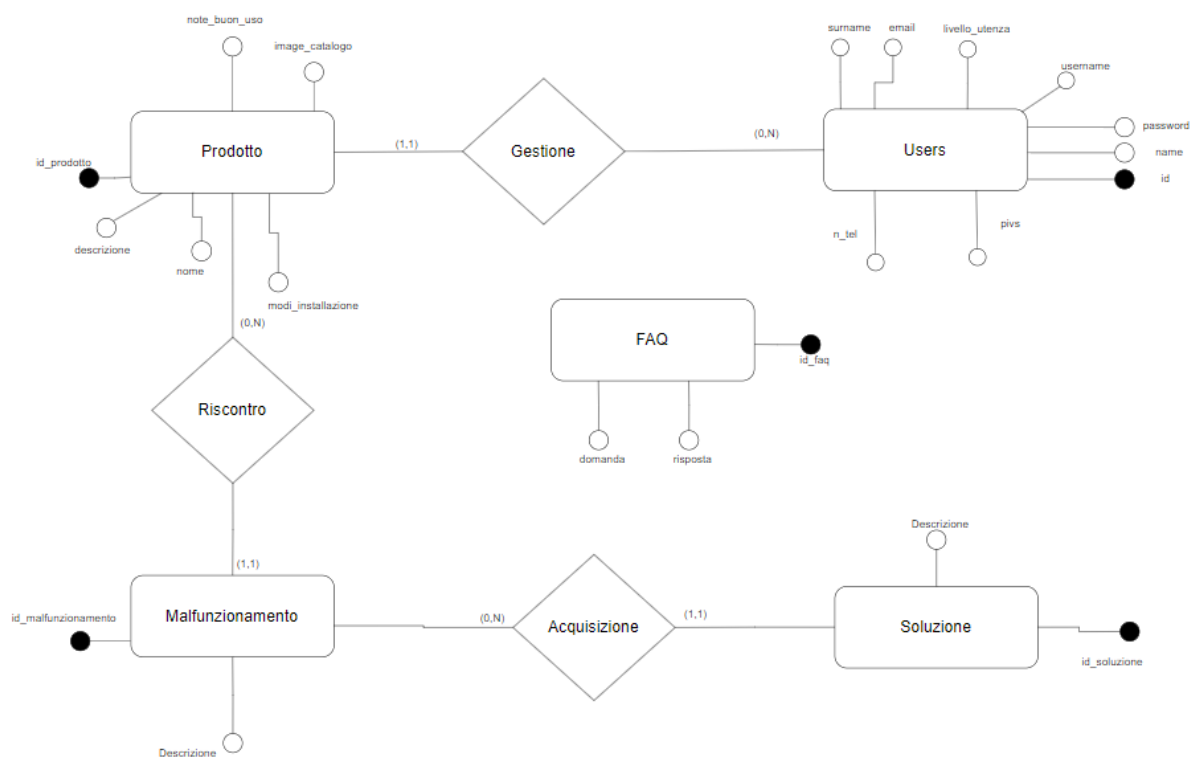 note_buon_uso
image_catalogo
surname
email
livello_utenza
username
Prodotto
(1,1)
Gestione
(0,N)
Users
password
name
id
id_prodotto
descrizione
nome
modi_installazione
n_tel
pivs
(0,N)
FAQ
id_faq
Riscontro
domanda
risposta
(1,1)
Descrizione
id_malfunzionamento
Malfunzionamento
(0,N)
Acquisizione
(1,1)
Soluzione
id_soluzione
Descrizione